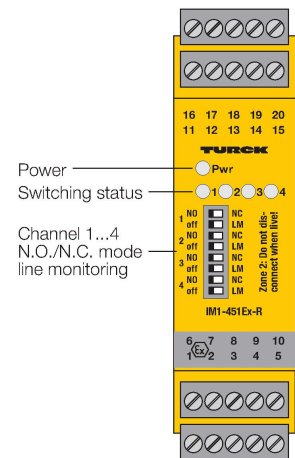 16 17 18 19 20
11 12 13 14 15
TURCK
Power
Pwr
Switching status
1 2 3 4
Channel 1...4
N.O./N.C. mode
line monitoring
1 NO NC
off LM
2 NO NC
off LM
3 NO NC
off LM
4 NO NC
off LM
Zone 2: Do not dis-
connect when live!
IM1-451Ex-R
6 7 8 9 10
Ex
1 2 3 4 5